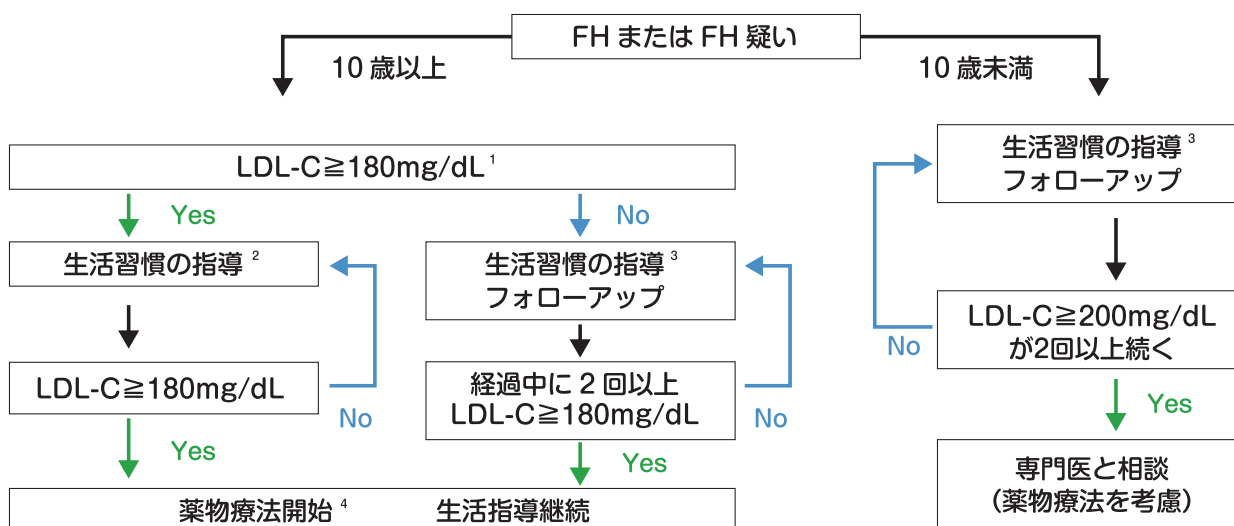 FH または FH 疑い
10 歳以上
10 歳未満
LDL-C≧180mg/dL 1
Yes
No
生活習慣の指導 2
LDL-C≧180mg/dL
No
Yes
生活習慣の指導 3
フォローアップ
経過中に 2 回以上
LDL-C≧180mg/dL
No
Yes
薬物療法開始 4 生活指導継続
生活習慣の指導 3
フォローアップ
LDL-C≧200mg/dL
が2回以上続く
No
Yes
専門医と相談
(薬物療法を考慮)